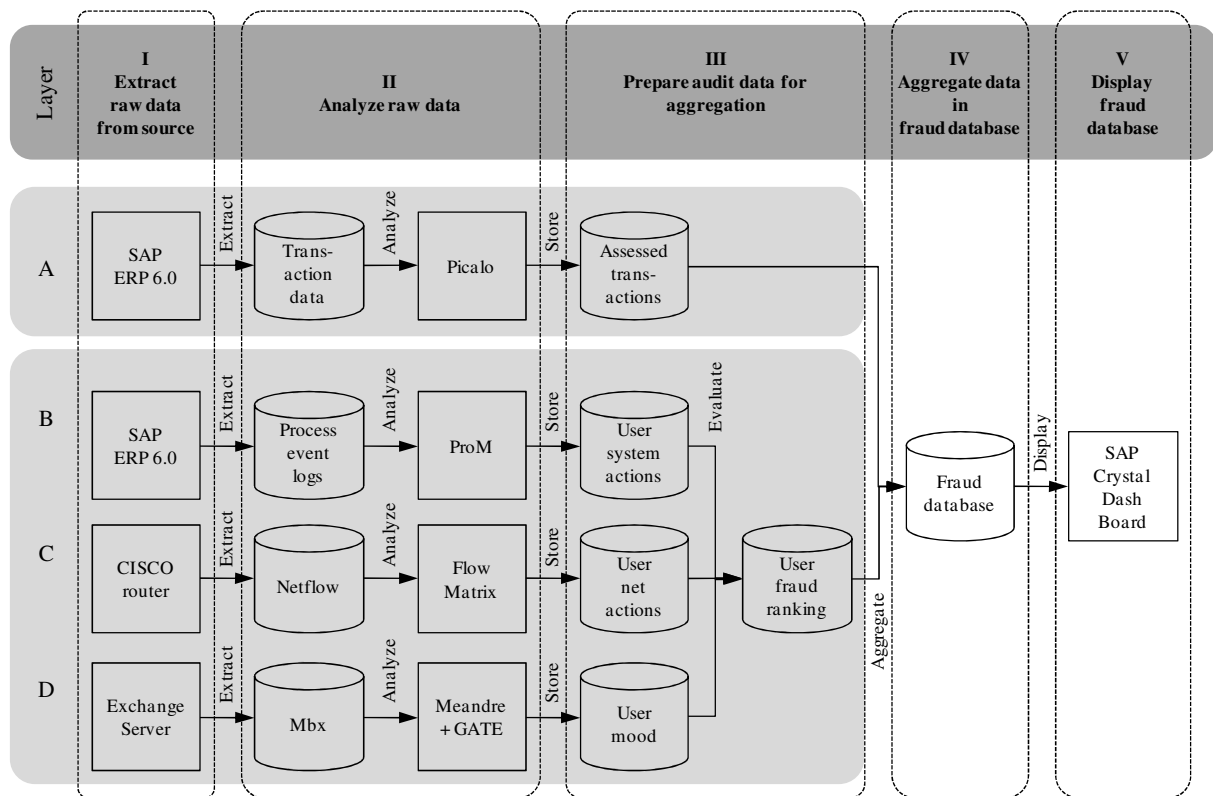 Layer
I
Extract
raw data
from source
II
Analyze raw data
III
Prepare audit data for
aggregation
IV
Aggregate data
in
fraud database
V
Display
fraud
database
A
SAP
ERP 6.0
Extract
Trans-
action
data
Analyze
Picalo
Store
Assessed
trans-
actions
B
SAP
ERP 6.0
Extract
Process
event
logs
Analyze
ProM
Store
User
system
actions
Evaluate
C
CISCO
router
Extract
Netflow
Analyze
Flow
Matrix
Store
User
net
actions
User
fraud
ranking
Aggregate
Fraud
database
Display
SAP
Crystal
Dash
Board
D
Exchange
Server
Extract
Mbx
Analyze
Meandre
+ GATE
Store
User
mood